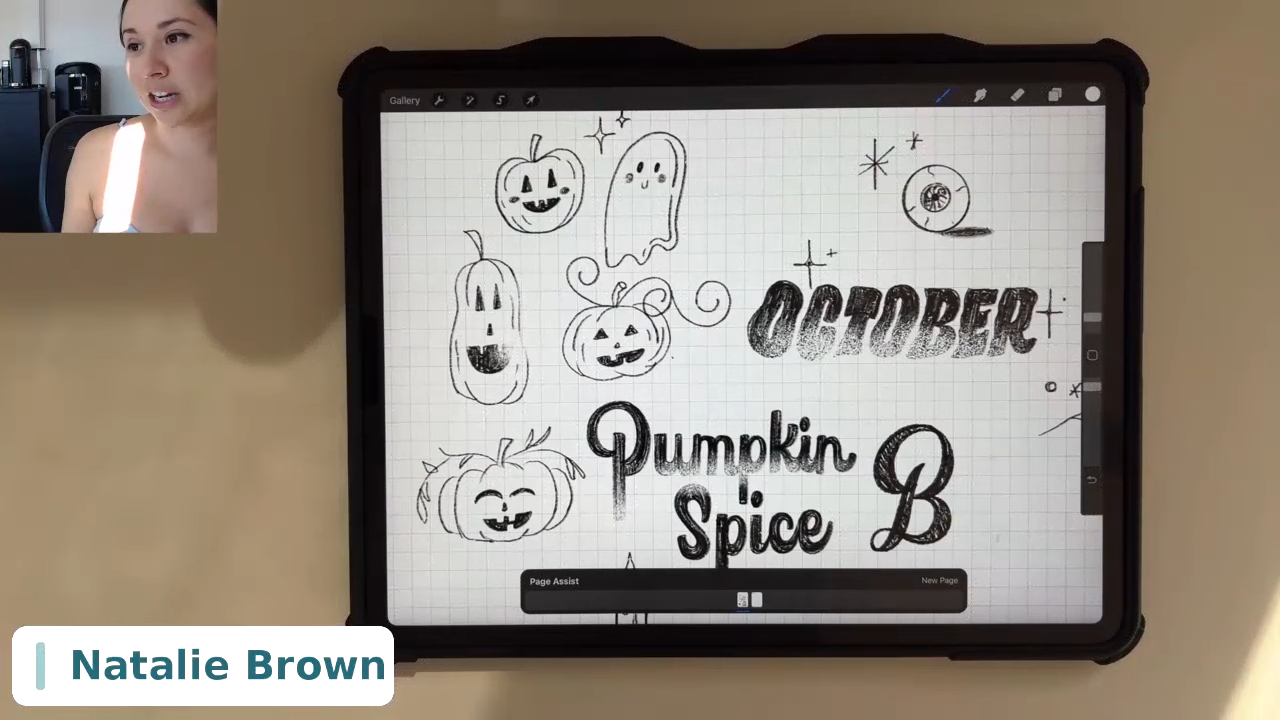 Gallery
OCTOBER
Pumpkin
Spice
B
Page Assist
New Page
Natalie Brown